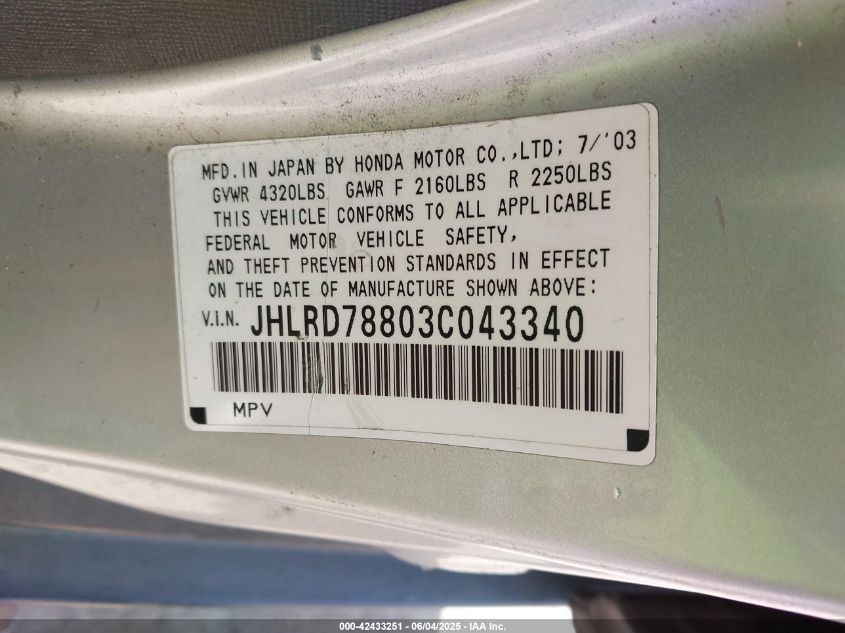 MFD.IN JAPAN BY HONDA MOTOR CO.,LTD; 7/'03
GVWR 4320LBS GAWR F 2160LBS R 2250LBS
THIS VEHICLE CONFORMS TO ALL APPLICABLE
FEDERAL MOTOR VEHICLE SAFETY,
AND THEFT PREVENTION STANDARDS IN EFFECT
ON THE DATE OF MANUFACTURE SHOWN ABOVE:
V.I.N. JHLRD78803C043340
MPV
000-42433251 | 06/04/2025 - IAA Inc.